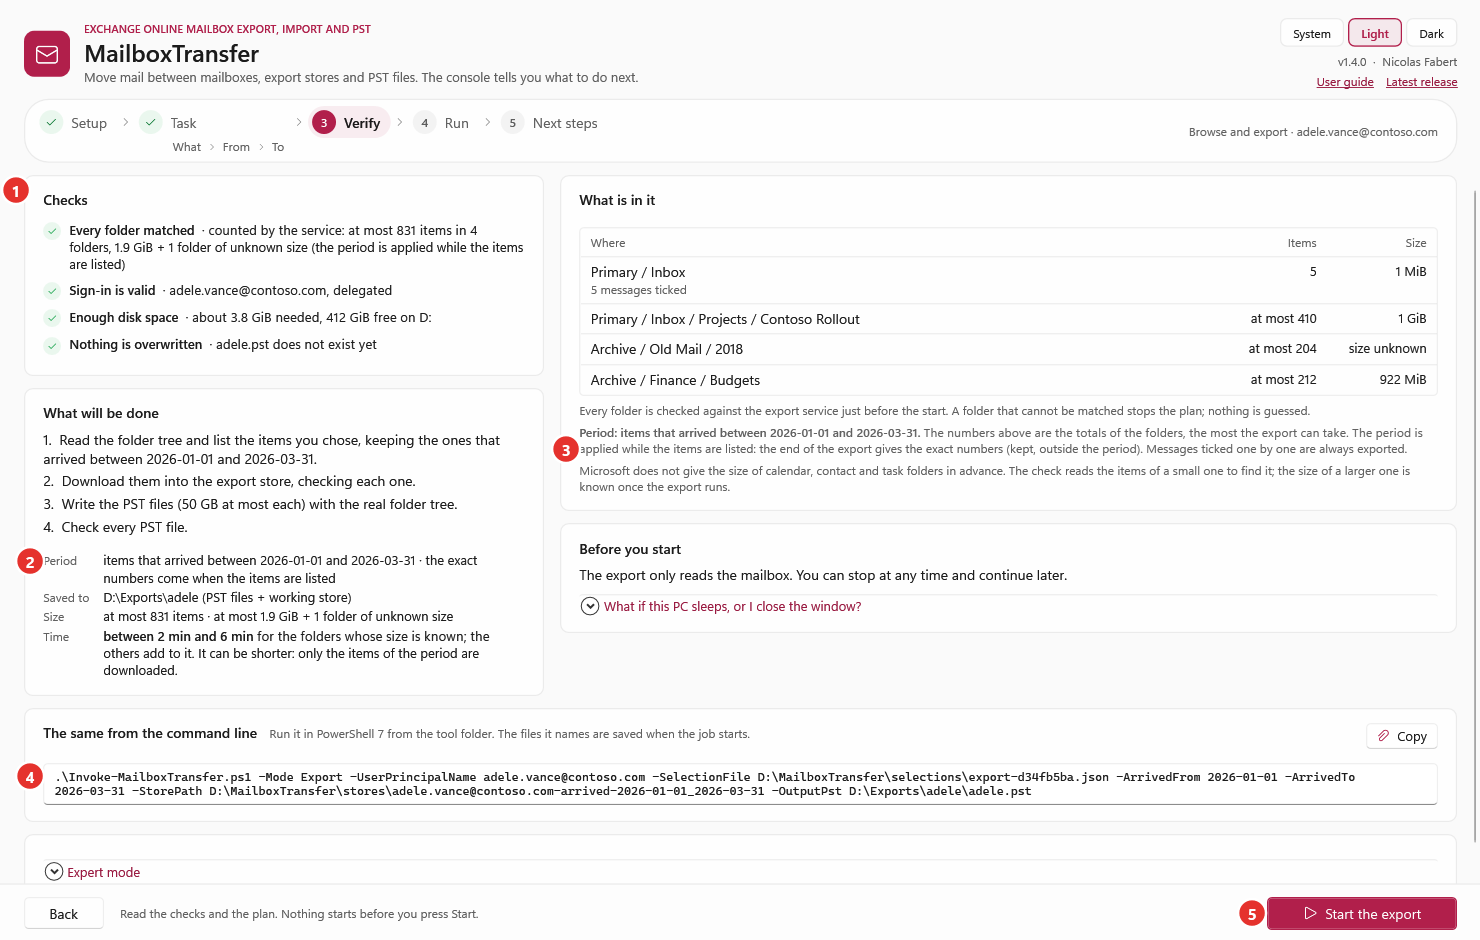 EXCHANGE ONLINE MAILBOX EXPORT, IMPORT AND PST
MailboxTransfer
Move mail between mailboxes, export stores and PST files. The console tells you what to do next.
System
Light
Dark
v1.4.0 · Nicolas Fabert
User guide
Latest release
Setup
Task
3 Verify
4 Run
5 Next steps
What > From > To
Browse and export · adele.vance@contoso.com
1
Checks
Every folder matched · counted by the service: at most 831 items in 4
folders, 1.9 GiB + 1 folder of unknown size (the period is applied while the items
are listed)
Sign-in is valid · adele.vance@contoso.com, delegated
Enough disk space · about 3.8 GiB needed, 412 GiB free on D:
Nothing is overwritten · adele.pst does not exist yet
What will be done
1. Read the folder tree and list the items you chose, keeping the ones that
arrived between 2026-01-01 and 2026-03-31.
2. Download them into the export store, checking each one.
3. Write the PST files (50 GB at most each) with the real folder tree.
4. Check every PST file.
2
Period items that arrived between 2026-01-01 and 2026-03-31 · the exact
numbers come when the items are listed
Saved to D:\Exports\adele (PST files + working store)
Size at most 831 items · at most 1.9 GiB + 1 folder of unknown size
Time between 2 min and 6 min for the folders whose size is known; the
others add to it. It can be shorter: only the items of the period are
downloaded.
What is in it
Where Items Size
Primary / Inbox 5 1 MiB
5 messages ticked
Primary / Inbox / Projects / Contoso Rollout at most 410 1 GiB
Archive / Old Mail / 2018 at most 204 size unknown
Archive / Finance / Budgets at most 212 922 MiB
Every folder is checked against the export service just before the start. A folder that cannot be matched stops the plan; nothing is guessed.
3
Period: items that arrived between 2026-01-01 and 2026-03-31. The numbers above are the totals of the folders, the most the export can take. The period is
applied while the items are listed: the end of the export gives the exact numbers (kept, outside the period). Messages ticked one by one are always exported.
Microsoft does not give the size of calendar, contact and task folders in advance. The check reads the items of a small one to find it; the size of a larger one is
known once the export runs.
Before you start
The export only reads the mailbox. You can stop at any time and continue later.
What if this PC sleeps, or I close the window?
The same from the command line Run it in PowerShell 7 from the tool folder. The files it names are saved when the job starts.
Copy
4
.\Invoke-MailboxTransfer.ps1 -Mode Export -UserPrincipalName adele.vance@contoso.com -SelectionFile D:\MailboxTransfer\selections\export-d34fb5ba.json -ArrivedFrom 2026-01-01 -ArrivedTo
2026-03-31 -StorePath D:\MailboxTransfer\stores\adele.vance@contoso.com-arrived-2026-01-01_2026-03-31 -OutputPst D:\Exports\adele\adele.pst
Expert mode
Back
Read the checks and the plan. Nothing starts before you press Start.
5
Start the export